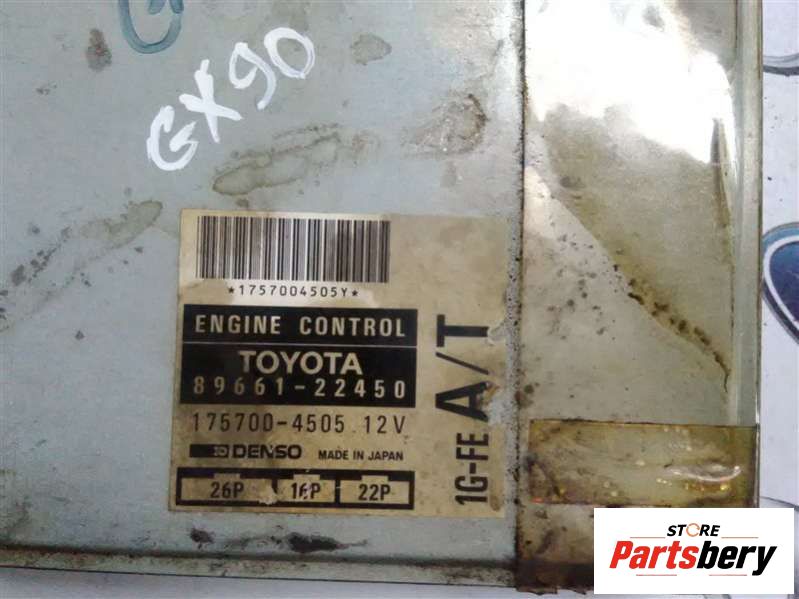 GX90
*1757004505Y*
ENGINE CONTROL
TOYOTA
89661-22450
175700-4505 12V
DENSO MADE IN JAPAN
26P 16P 22P
1G-FE A/T
STORE
Partsbery